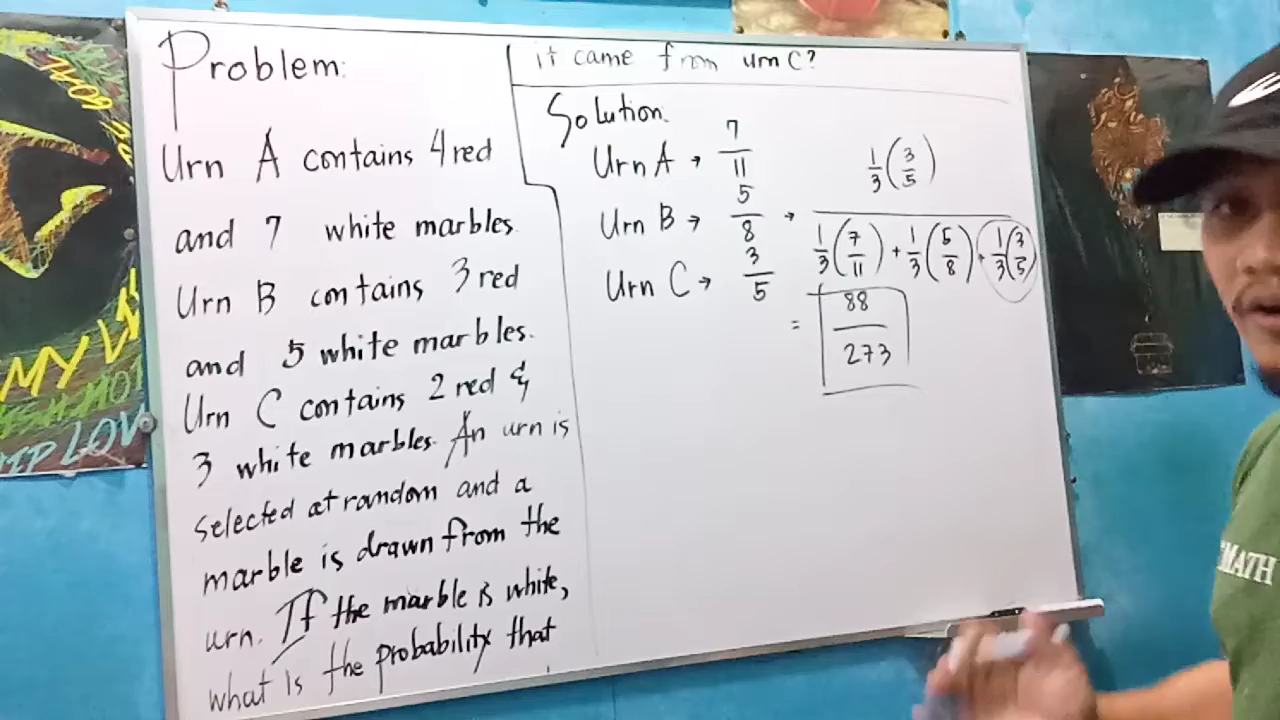 Problem:
Urn A contains 4 red
and 7 white marbles
Urn B contains 3 red
and 5 white marbles.
Urn C contains 2 red &
3 white marbles. An urn is
selected at random and a
marble is drawn from the
urn. If the marble is white,
what is the probability that
it came from urn C?
Solution:
Urn A → 7/11
Urn B → 5/8
Urn C → 3/5
→ 1/3(3/5) / 1/3(7/11) + 1/3(5/8) + 1/3(3/5)
= 88/273
MATH
MY
LOV